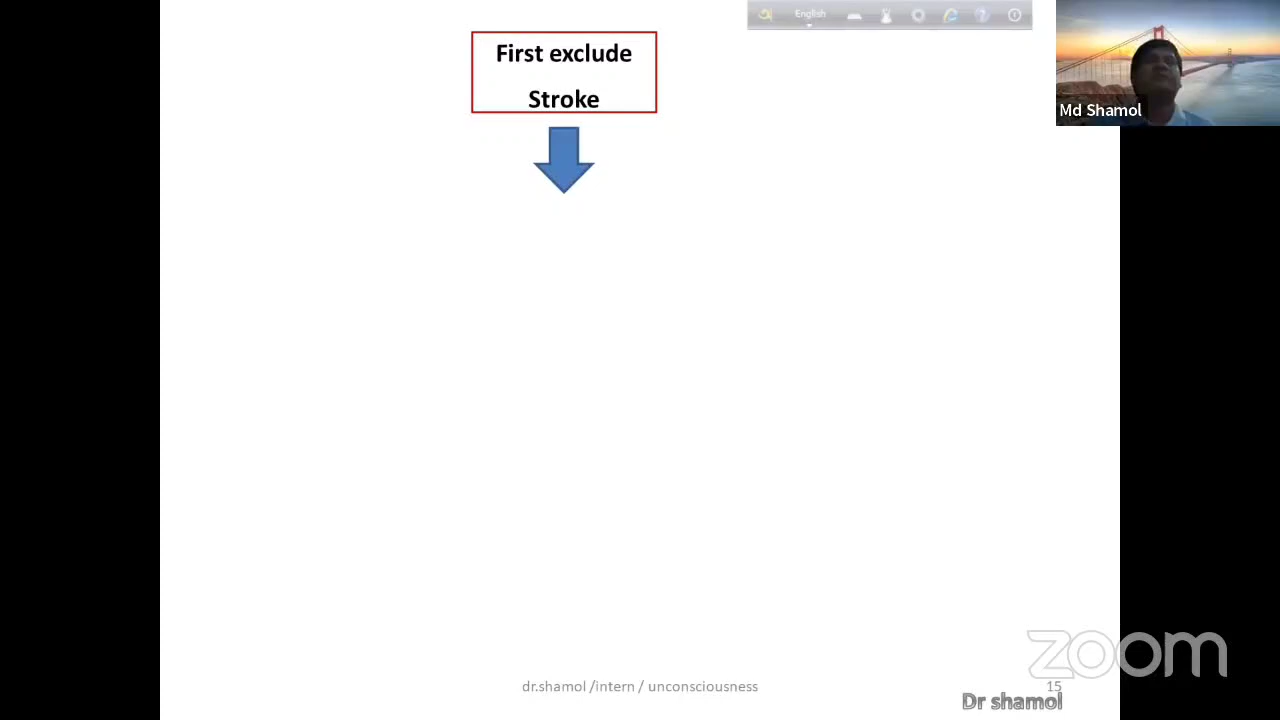 English
First exclude
Stroke
Md Shamol
zoom
dr.shamol /intern / unconsciousness
15
Dr shamol